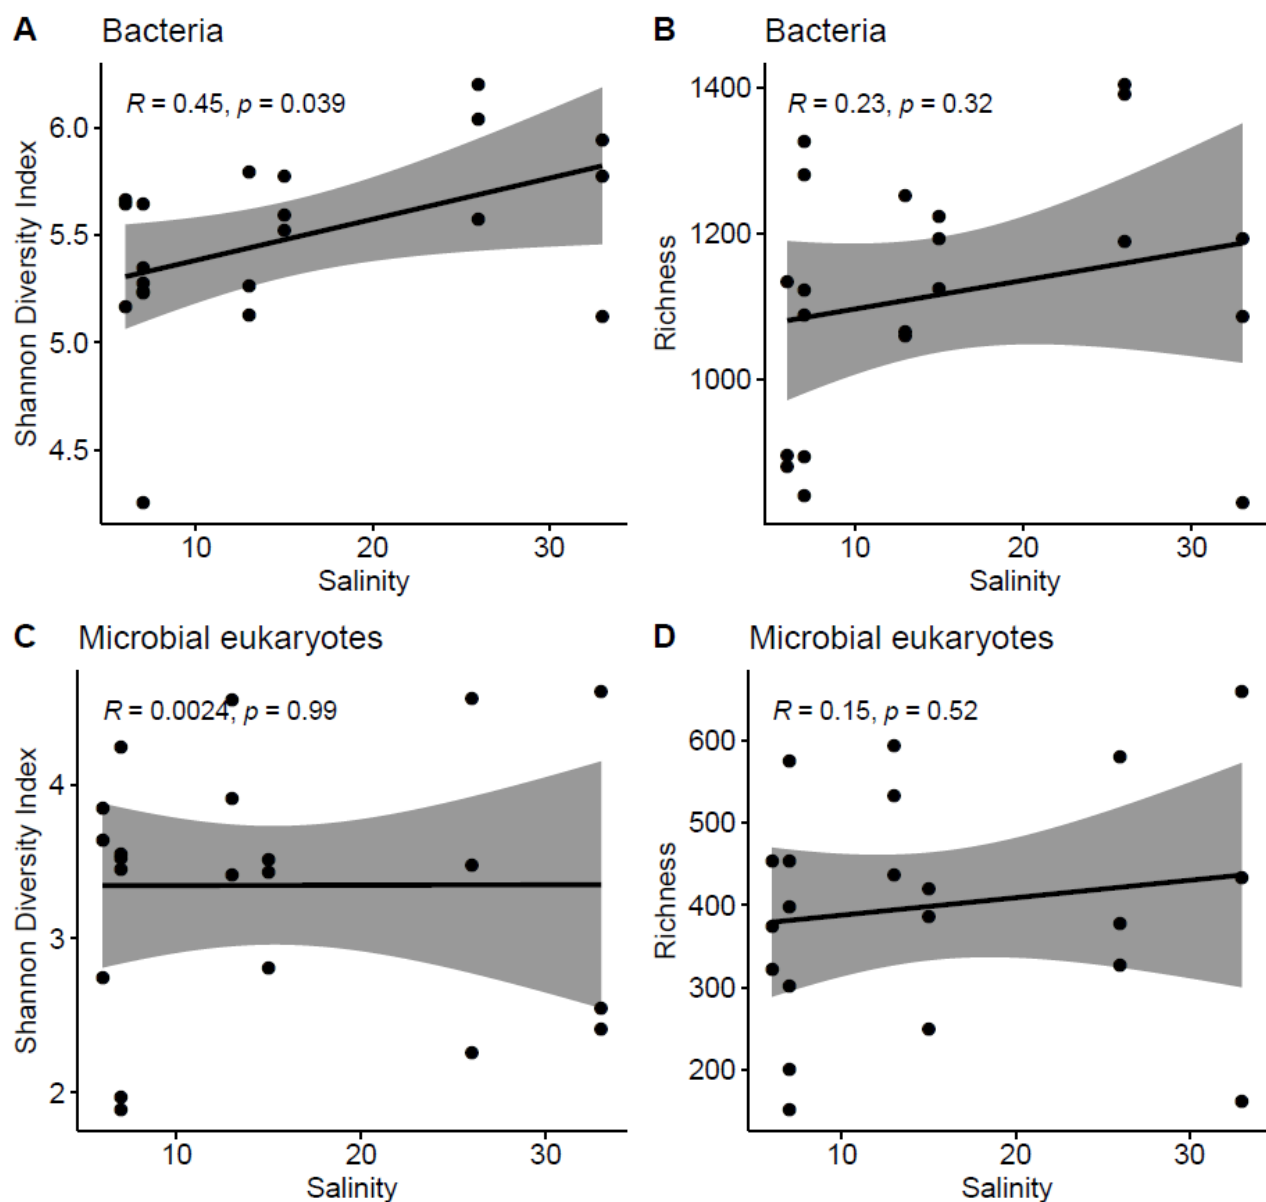 A Bacteria
R = 0.45, p = 0.039
Shannon Diversity Index
6.0
5.5
5.0
4.5
10 20 30
Salinity
B Bacteria
R = 0.23, p = 0.32
Richness
1400
1200
1000
10 20 30
Salinity
C Microbial eukaryotes
R = 0.0024, p = 0.99
Shannon Diversity Index
4
3
2
10 20 30
Salinity
D Microbial eukaryotes
R = 0.15, p = 0.52
Richness
600
500
400
300
200
10 20 30
Salinity